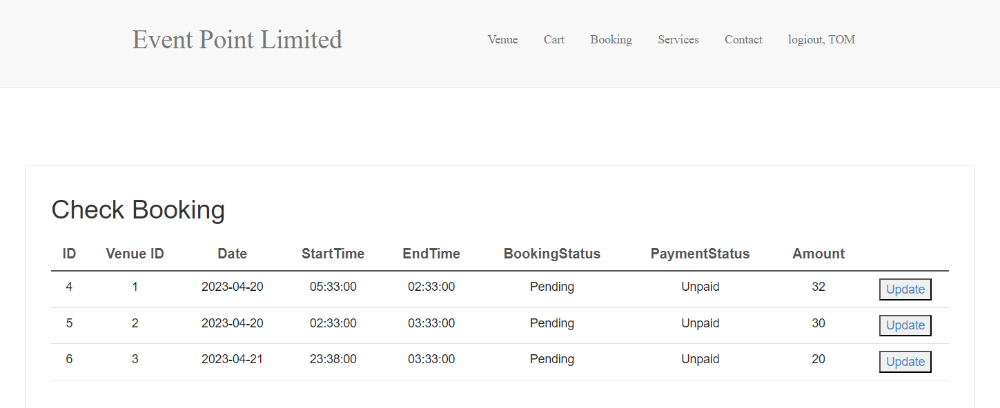 Event Point Limited Venue Cart Booking Services Contact logiout, TOM
Check Booking
ID Venue ID Date StartTime EndTime BookingStatus PaymentStatus Amount
4 1 2023-04-20 05:33:00 02:33:00 Pending Unpaid 32 Update
5 2 2023-04-20 02:33:00 03:33:00 Pending Unpaid 30 Update
6 3 2023-04-21 23:38:00 03:33:00 Pending Unpaid 20 Update